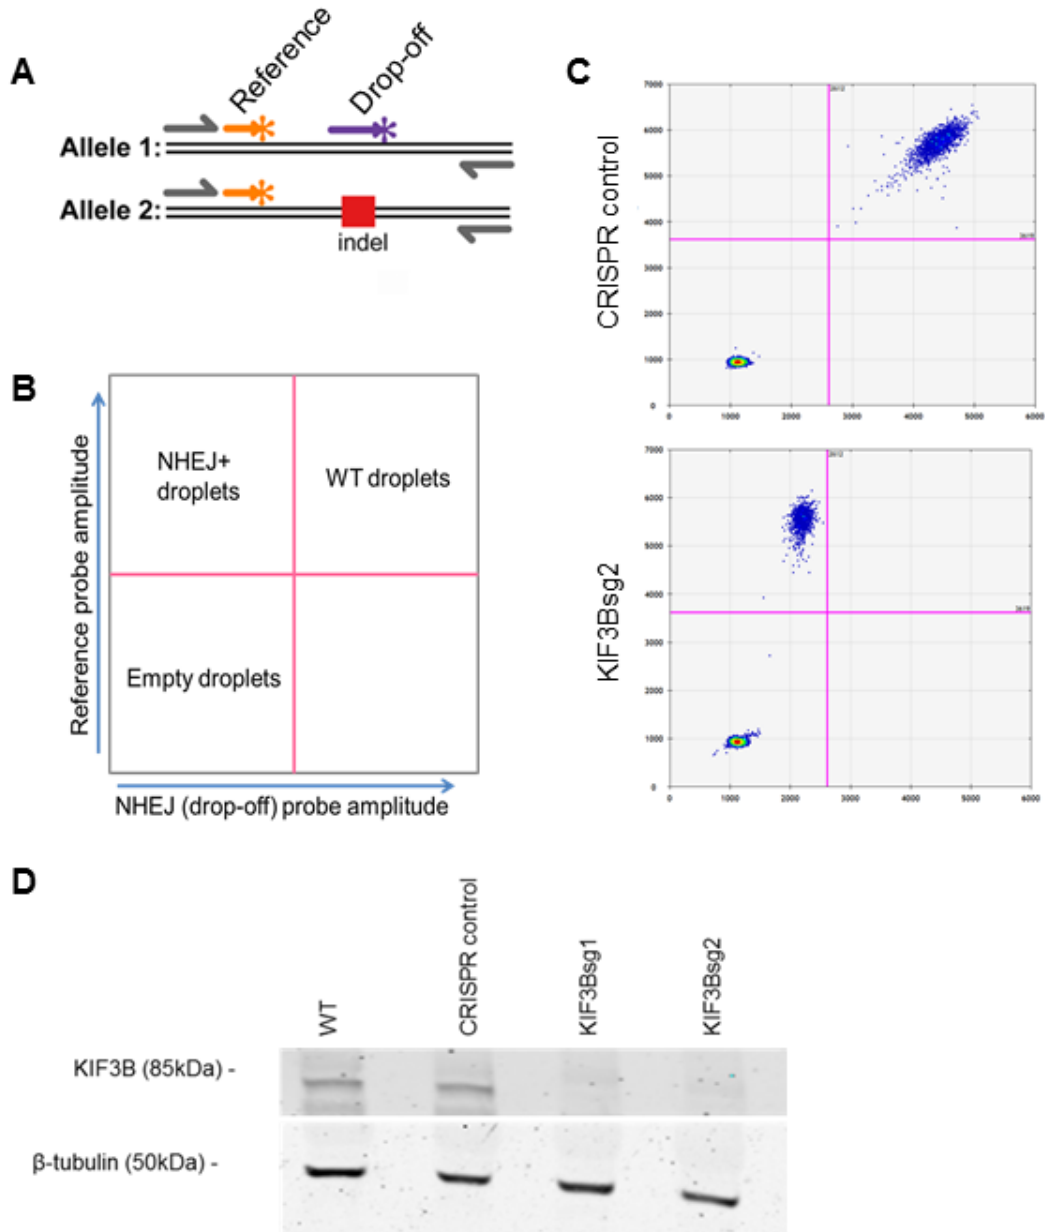 A
Reference
Drop-off
Allele 1:
Allele 2:
indel
B
Reference probe amplitude
NHEJ+
droplets
WT droplets
Empty droplets
NHEJ (drop-off) probe amplitude
C
CRISPR control
7000
6000
5000
4000
3000
2000
1000
0
0 1000 2000 3000 4000 5000 6000
KIF3Bsg2
7000
6000
5000
4000
3000
2000
1000
0
0 1000 2000 3000 4000 5000 6000
D
WT
CRISPR control
KIF3Bsg1
KIF3Bsg2
KIF3B (85kDa) -
β-tubulin (50kDa) -